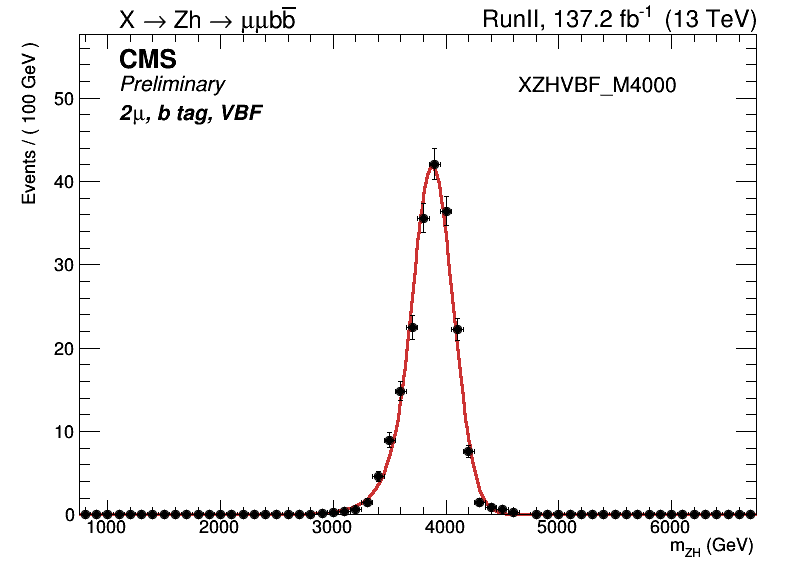 X → Zh → μμbb̅
RunII, 137.2 fb⁻¹ (13 TeV)
CMS
Preliminary
2μ, b tag, VBF
XZHVBF_M4000
Events / ( 100 GeV )
50
40
30
20
10
0
1000 2000 3000 4000 5000 6000
m_ZH (GeV)